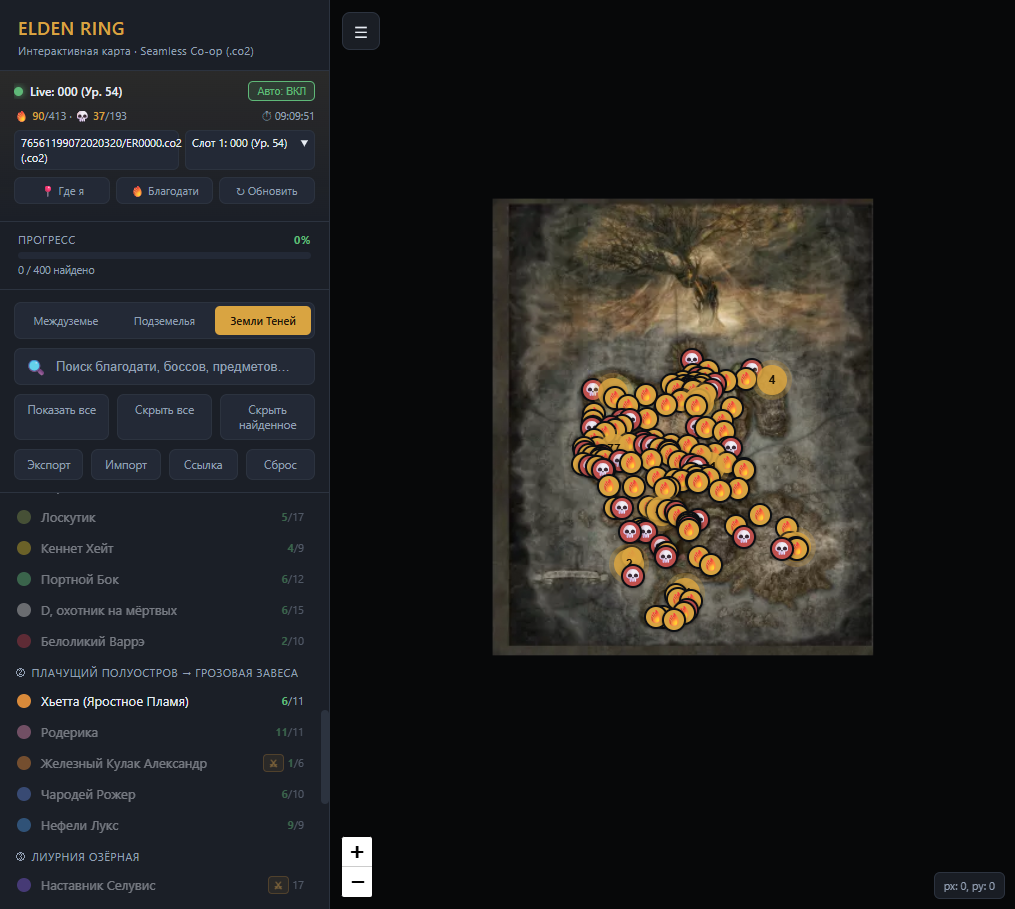 ELDEN RING
Интерактивная карта · Seamless Co-op (.co2)
Live: 000 (Ур. 54)
Авто: ВКЛ
90/413 · 37/193
09:09:51
76561199072020320/ER0000.co2
(.co2)
Слот 1: 000 (Ур. 54) ▼
Где я
Благодати
↻ Обновить
ПРОГРЕСС
0%
0 / 400 найдено
Междуземье
Подземелья
Земли Теней
Поиск благодати, боссов, предметов...
Показать все
Скрыть все
Скрыть
найденное
Экспорт
Импорт
Ссылка
Сброс
Лоскутик 5/17
Кеннет Хейт 4/9
Портной Бок 6/12
D, охотник на мёртвых 6/15
Белоликий Варрэ 2/10
② ПЛАЧУЩИЙ ПОЛУОСТРОВ → ГРОЗОВАЯ ЗАВЕСА
Хьетта (Яростное Пламя) 6/11
Родерика 11/11
Железный Кулак Александр 1/6
Чародей Рожер 6/10
Нефели Лукс 9/9
③ ЛИУРНИЯ ОЗЁРНАЯ
Наставник Селувис 17
☰
4
77
2
+
−
px: 0, py: 0